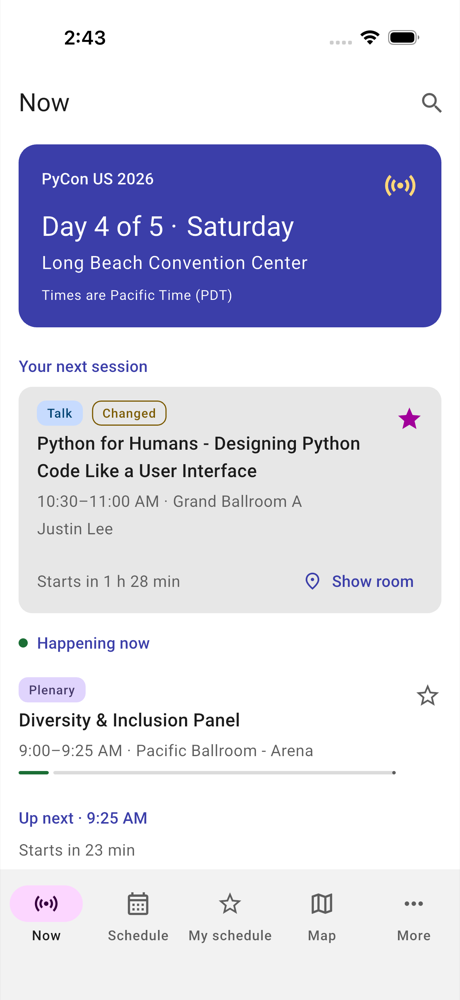 2:43
Now
PyCon US 2026
Day 4 of 5 · Saturday
Long Beach Convention Center
Times are Pacific Time (PDT)
Your next session
Talk
Changed
Python for Humans - Designing Python
Code Like a User Interface
10:30–11:00 AM · Grand Ballroom A
Justin Lee
Starts in 1 h 28 min
Show room
Happening now
Plenary
Diversity & Inclusion Panel
9:00–9:25 AM · Pacific Ballroom - Arena
Up next · 9:25 AM
Starts in 23 min
Now
Schedule
My schedule
Map
More